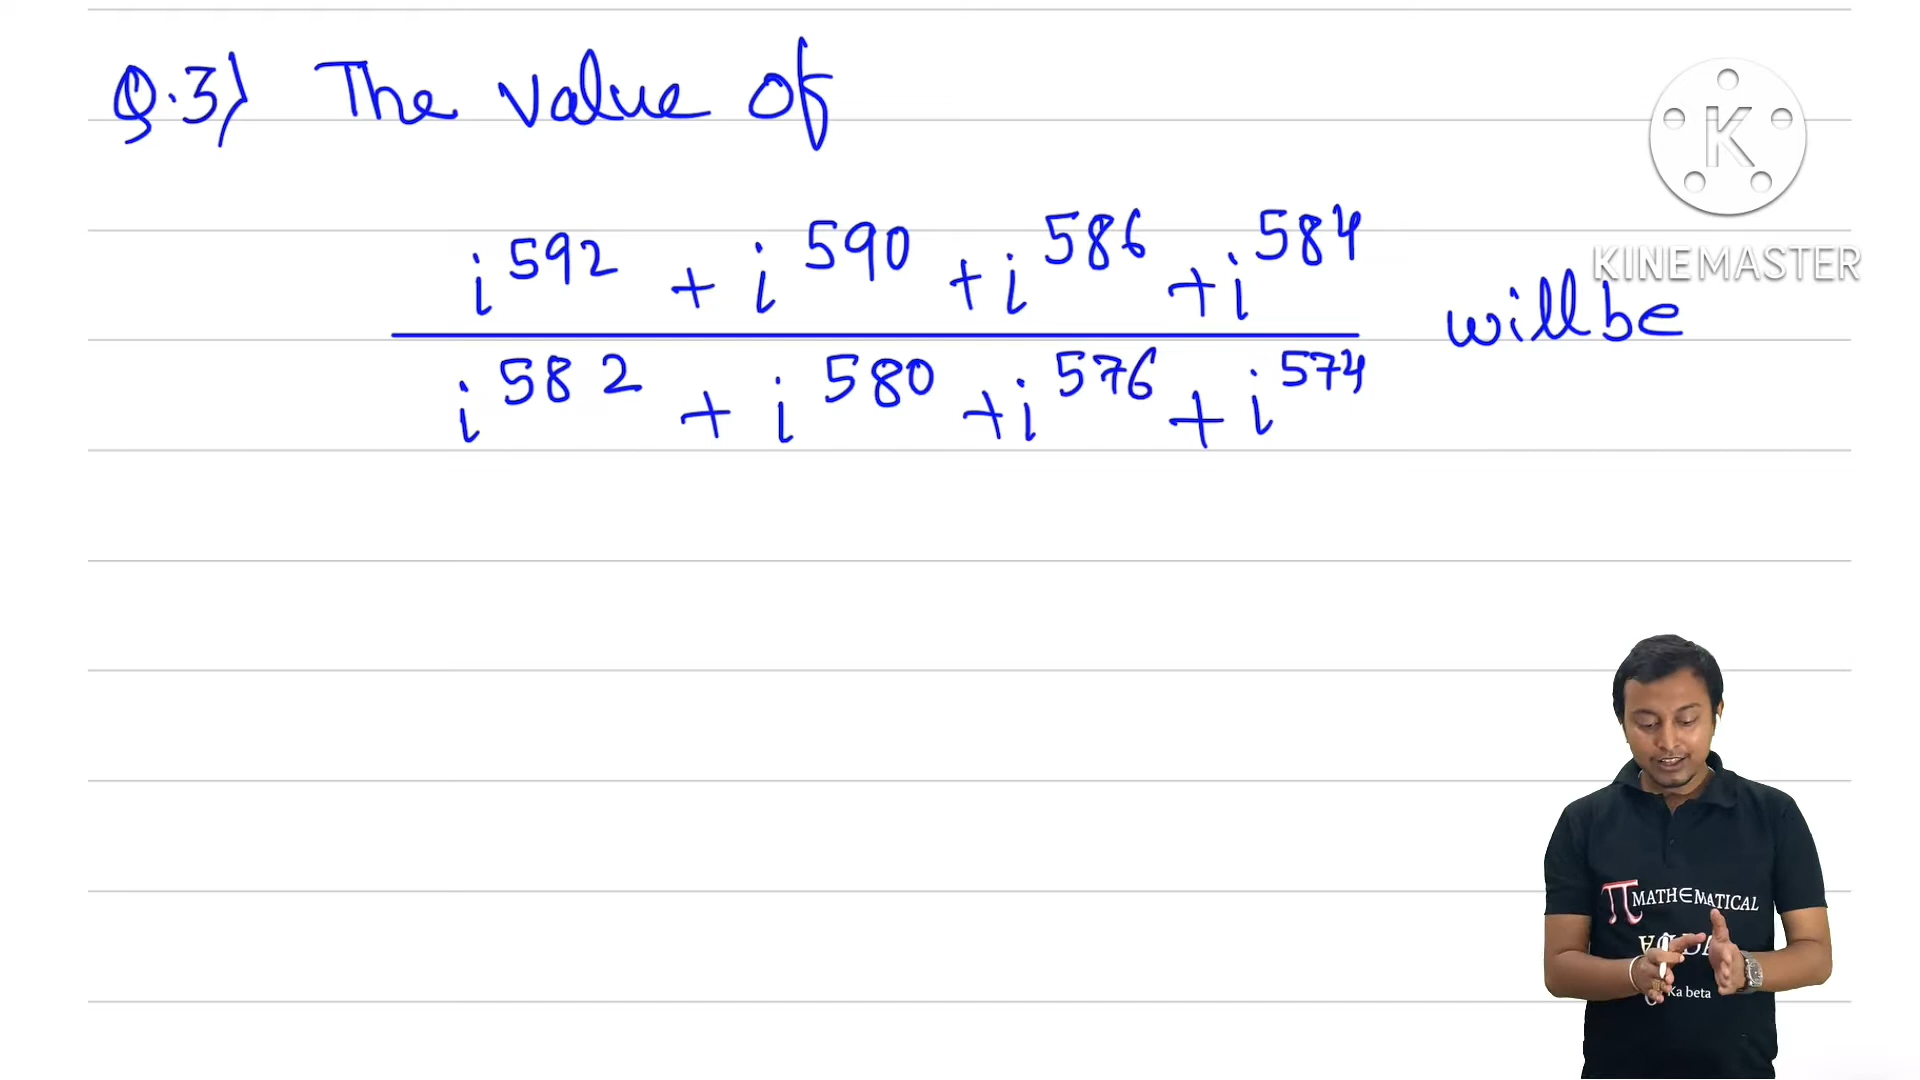 Q.3) The value of
K
KINEMASTER
i^592 + i^590 + i^586 + i^584
will be
i^582 + i^580 + i^576 + i^574
π MATHEMATICAL
Ka beta